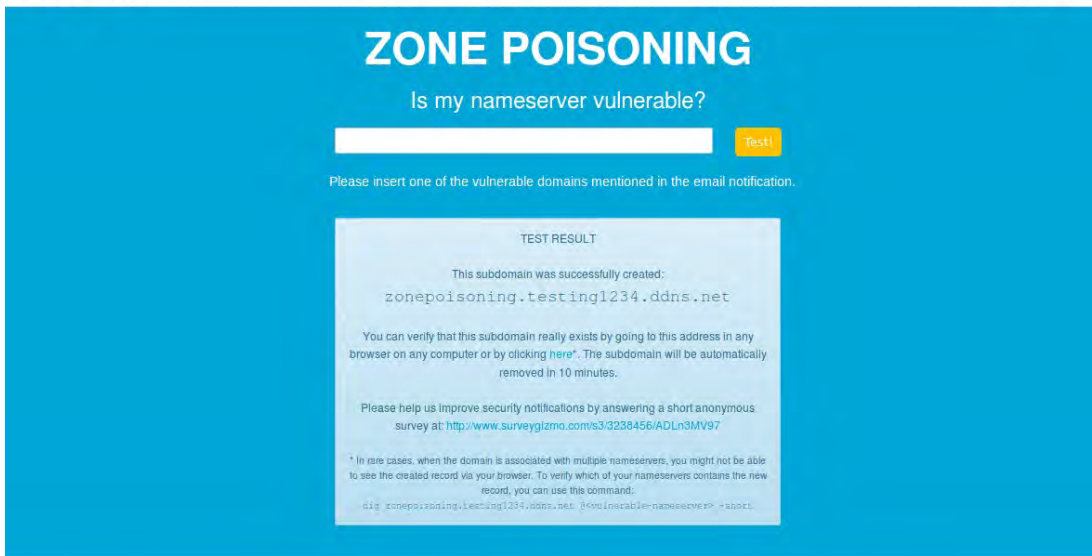 ZONE POISONING
Is my nameserver vulnerable?
Test!
Please insert one of the vulnerable domains mentioned in the email notification.
TEST RESULT
This subdomain was successfully created:
zonepoisoning.testing1234.ddns.net
You can verify that this subdomain really exists by going to this address in any
browser on any computer or by clicking here*. The subdomain will be automatically
removed in 10 minutes.
Please help us improve security notifications by answering a short anonymous
survey at: http://www.surveygizmo.com/s3/3238456/ADLn3MV97
* In rare cases, when the domain is associated with multiple nameservers, you might not be able
to see the created record via your browser. To verify which of your nameservers contains the new
record, you can use this command:
dig zonepoisoning.testing1234.ddns.net @<vulnerable-nameserver> +short